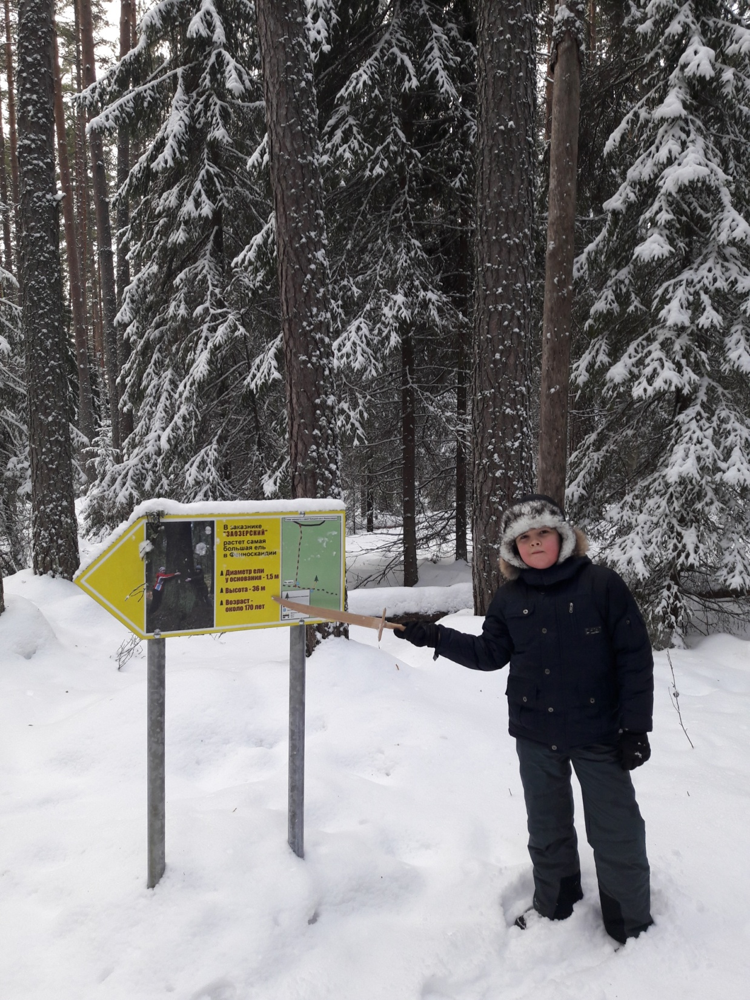 В заказнике
"ЗАОЗЕРСКИЙ"
растет самая
большая ель
в Фенноскандии
Диаметр ели
у основания - 1,5 м
Высота - 36 м
Возраст -
около 170 лет